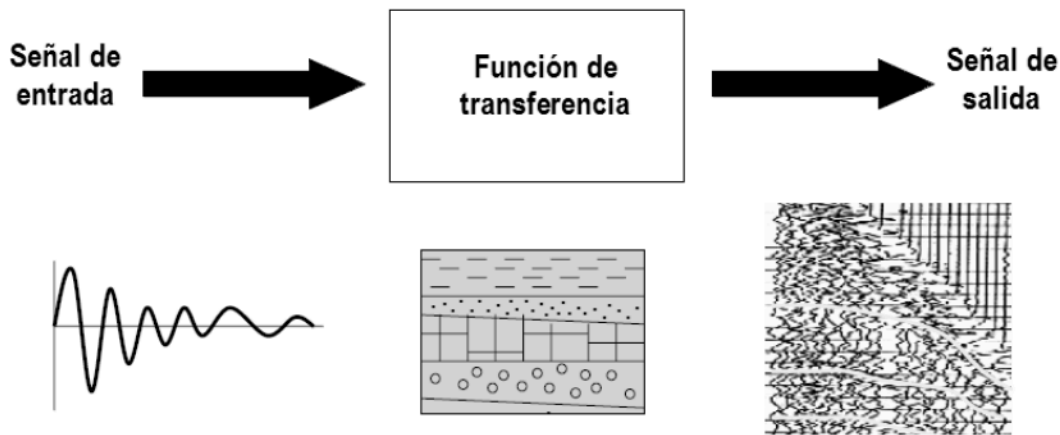 Señal de
entrada
Función de
transferencia
Señal de
salida